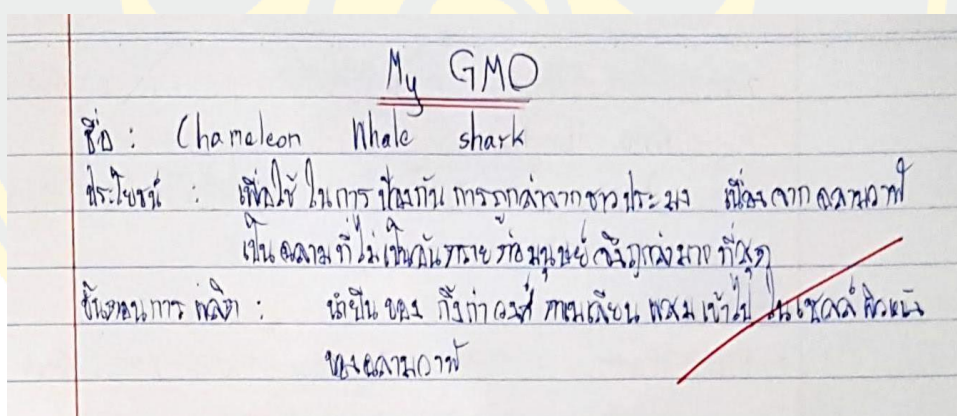 My GMO
ชื่อ : Chameleon Whale shark
ประโยชน์ : เพื่อใช้ในการป้องกันการถูกล่าจากชาวประมง เนื่องจากฉลามวาฬ
เป็นฉลามที่ไม่เป็นอันตรายต่อมนุษย์จึงถูกล่ามากที่สุด
ขั้นตอนการผลิต : นำยีนของ กิ้งก่าวงศ์ คาเมเลียน ผสมเข้าไปในเซลล์ผิวหนัง
ของฉลามวาฬ